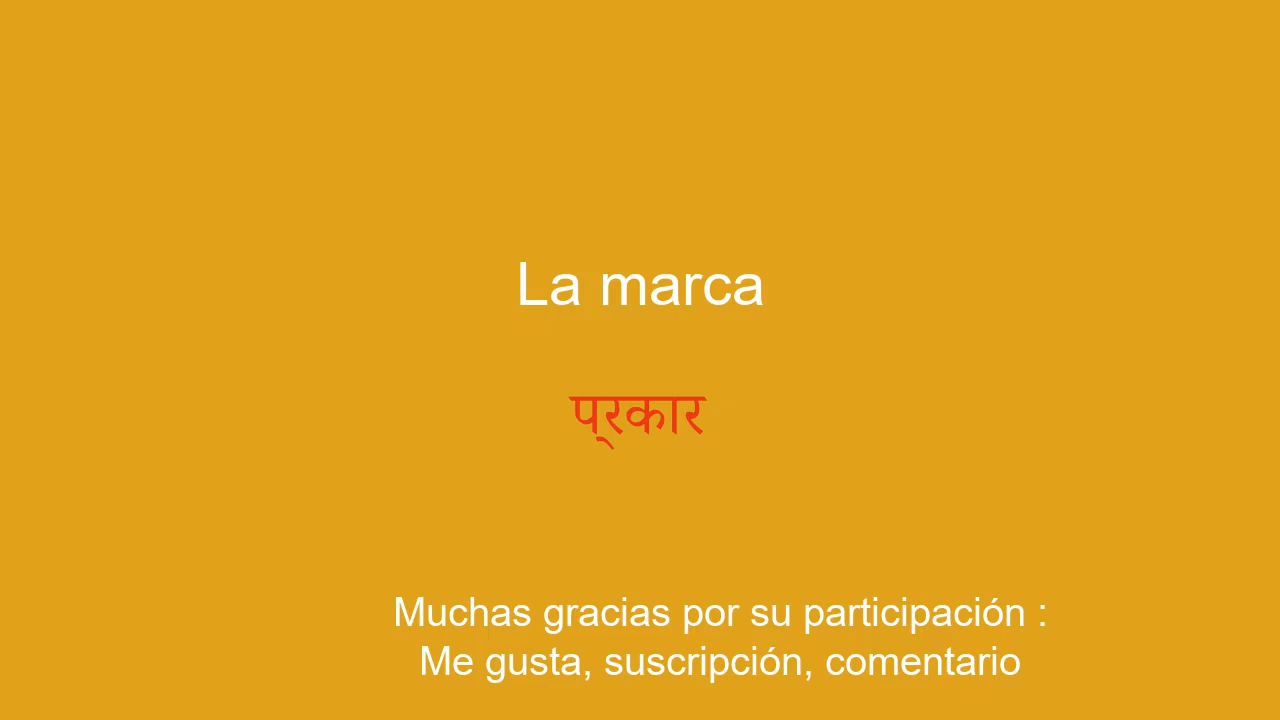 La marca
प्रकार
Muchas gracias por su participación :
Me gusta, suscripción, comentario